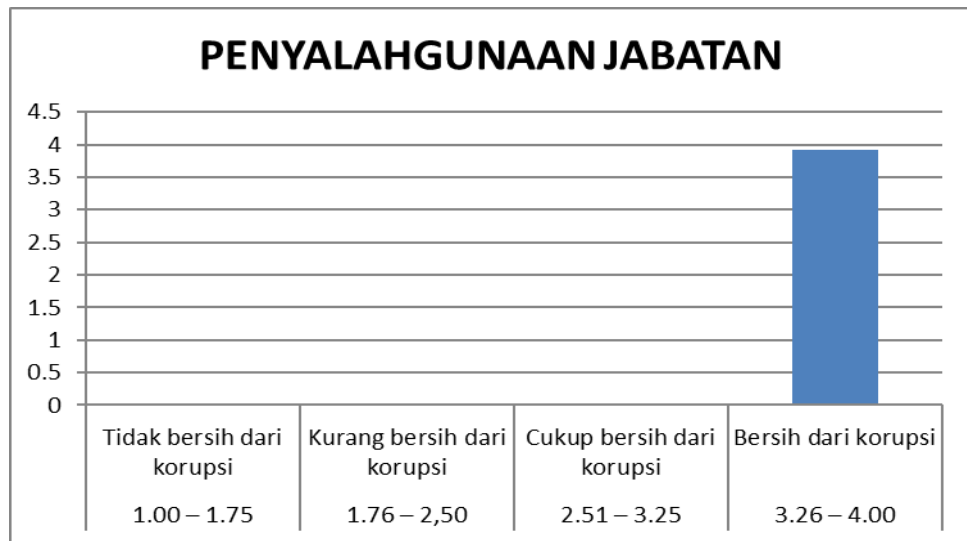 PENYALAHGUNAAN JABATAN
4.5
4
3.5
3
2.5
2
1.5
1
0.5
0
Tidak bersih dari
korupsi
Kurang bersih dari
korupsi
Cukup bersih dari
korupsi
Bersih dari korupsi
1.00 – 1.75
1.76 – 2,50
2.51 – 3.25
3.26 – 4.00